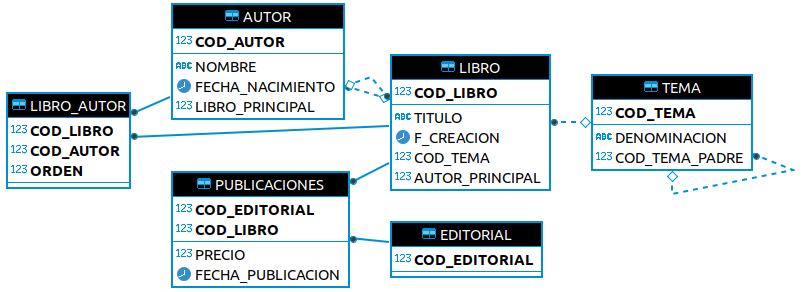 AUTOR
123 COD_AUTOR
ABC NOMBRE
FECHA_NACIMIENTO
123 LIBRO_PRINCIPAL
LIBRO_AUTOR
123 COD_LIBRO
123 COD_AUTOR
123 ORDEN
LIBRO
123 COD_LIBRO
ABC TITULO
F_CREACION
123 COD_TEMA
123 AUTOR_PRINCIPAL
TEMA
123 COD_TEMA
ABC DENOMINACION
123 COD_TEMA_PADRE
PUBLICACIONES
123 COD_EDITORIAL
123 COD_LIBRO
123 PRECIO
FECHA_PUBLICACION
EDITORIAL
123 COD_EDITORIAL